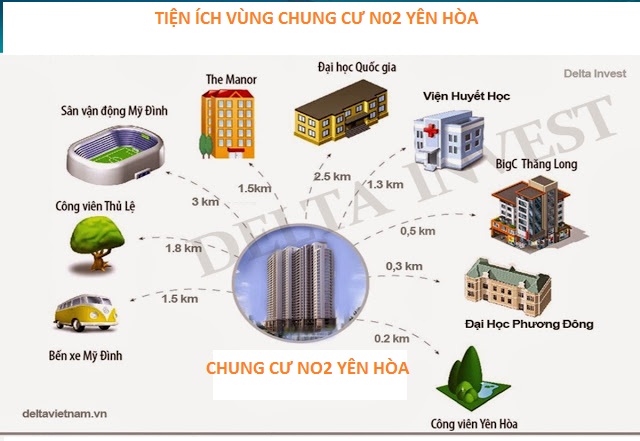 TIỆN ÍCH VÙNG CHUNG CƯ N02 YÊN HÒA
Delta Invest
Sân vận động Mỹ Đình
The Manor
Đại học Quốc gia
Viện Huyết Học
BigC Thăng Long
Công viên Thủ Lệ
Đại Học Phương Đông
Bến xe Mỹ Đình
Công viên Yên Hòa
3 km
1.5km
2.5 km
1.3 km
0,5 km
1.8 km
0,3 km
1.5 km
0.2 km
DELTA INVEST
CHUNG CƯ NO2 YÊN HÒA
deltavietnam.vn